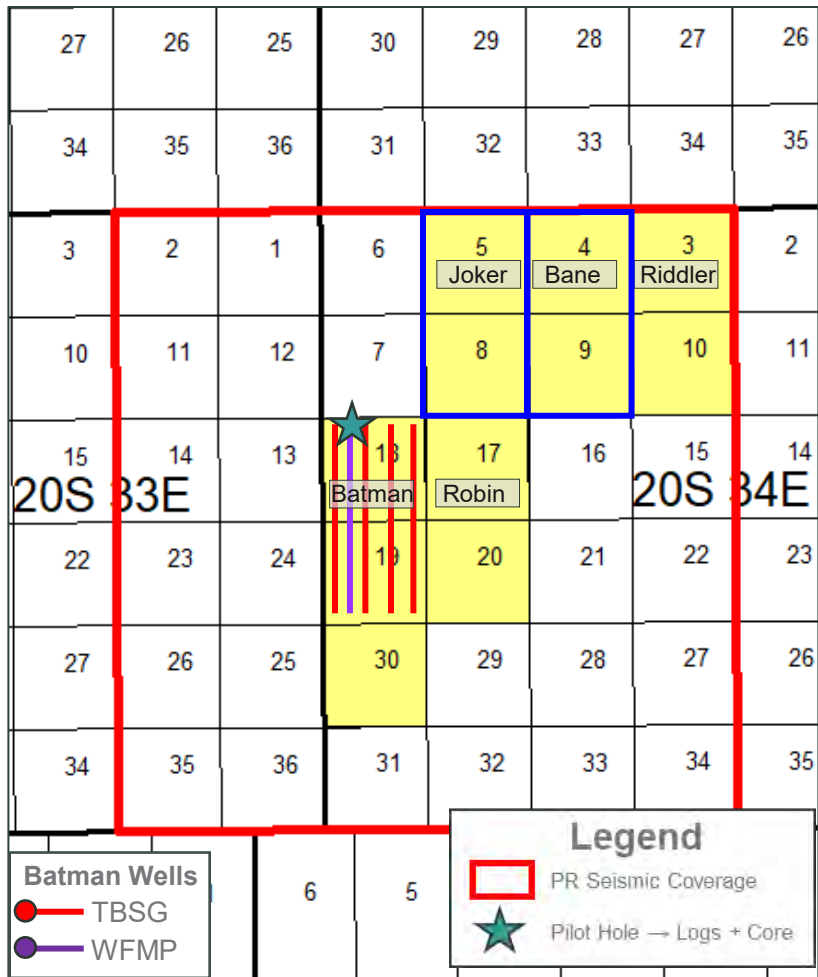 27 26 25 30 29 28 27 26
34 35 36 31 32 33 34 35
3 2 1 6 5 4 3 2
Joker Bane Riddler
10 11 12 7 8 9 10 11
15 14 13 18 17 16 15 14
20S 33E Batman Robin 20S 34E
22 23 24 19 20 21 22 23
27 26 25 30 29 28 27 26
34 35 36 31 32 33 34 35
6 5
Batman Wells
TBSG
WFMP
Legend
PR Seismic Coverage
Pilot Hole → Logs + Core